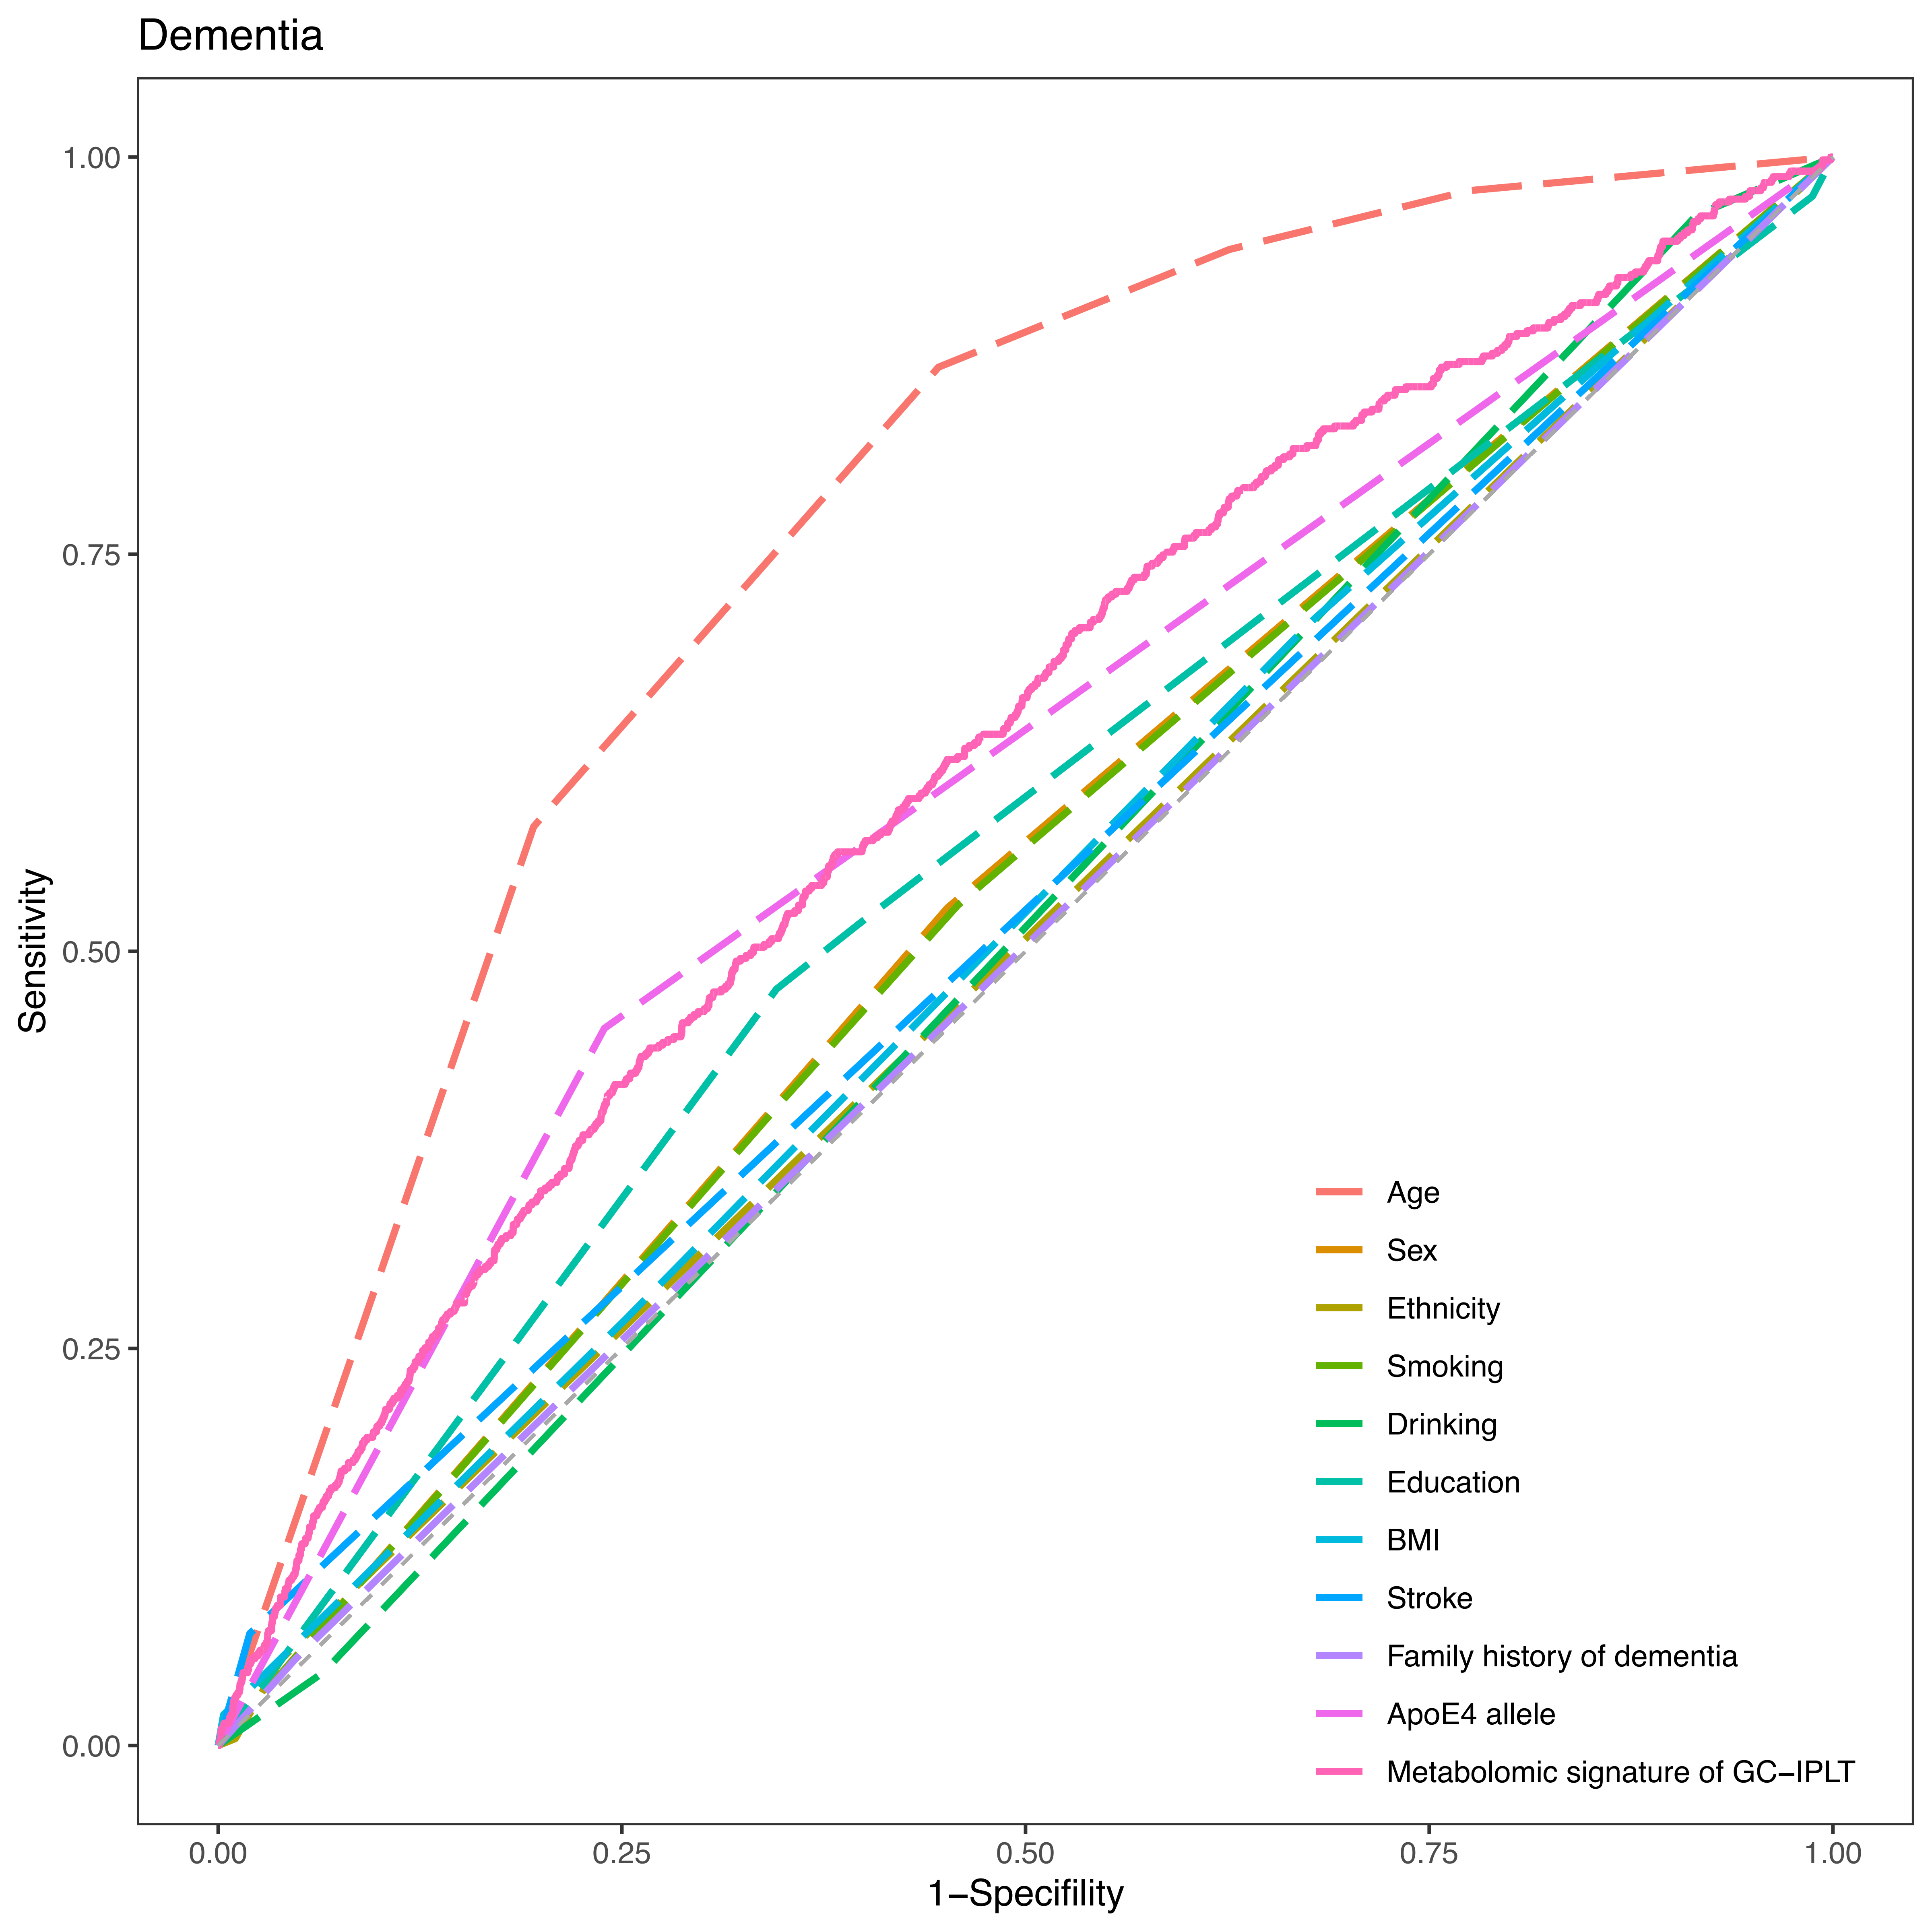 Dementia
1.00
0.75
0.50
0.25
0.00
Sensitivity
0.00
0.25
0.50
0.75
1.00
1−Specifility
Age
Sex
Ethnicity
Smoking
Drinking
Education
BMI
Stroke
Family history of dementia
ApoE4 allele
Metabolomic signature of GC−IPLT